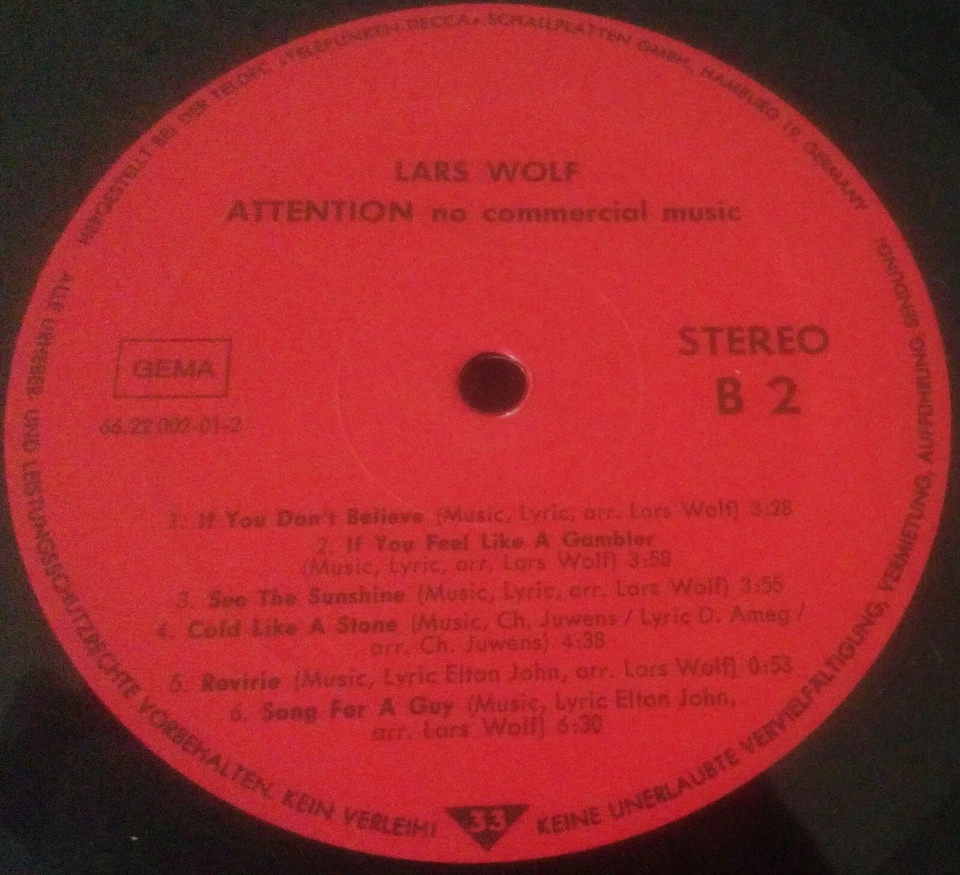 HERGESTELLT BEI DER TELDEC »TELEFUNKEN-DECCA« SCHALLPLATTEN GMBH., HAMBURG 19, GERMANY
LARS WOLF
ATTENTION no commercial music
GEMA
66.22 002-01-2
STEREO
B 2
1. If You Don't Believe (Music, Lyric, arr. Lars Wolf) 3:28
2. If You Feel Like A Gambler
(Music, Lyric, arr. Lars Wolf) 3:58
3. See The Sunshine (Music, Lyric, arr. Lars Wolf) 3:55
4. Cold Like A Stone (Music, Ch. Juwens / Lyric D. Ameg /
arr. Ch. Juwens) 4:38
5. Revirie (Music, Lyric Elton John, arr. Lars Wolf) 0:53
6. Song For A Guy (Music, Lyric Elton John,
arr. Lars Wolf) 6:30
ALLE URHEBER- UND LEISTUNGSSCHUTZRECHTE VORBEHALTEN, KEIN VERLEIH!
33
KEINE UNERLAUBTE VERVIELFÄLTIGUNG, VERMIETUNG, AUFFÜHRUNG, SENDUNG!